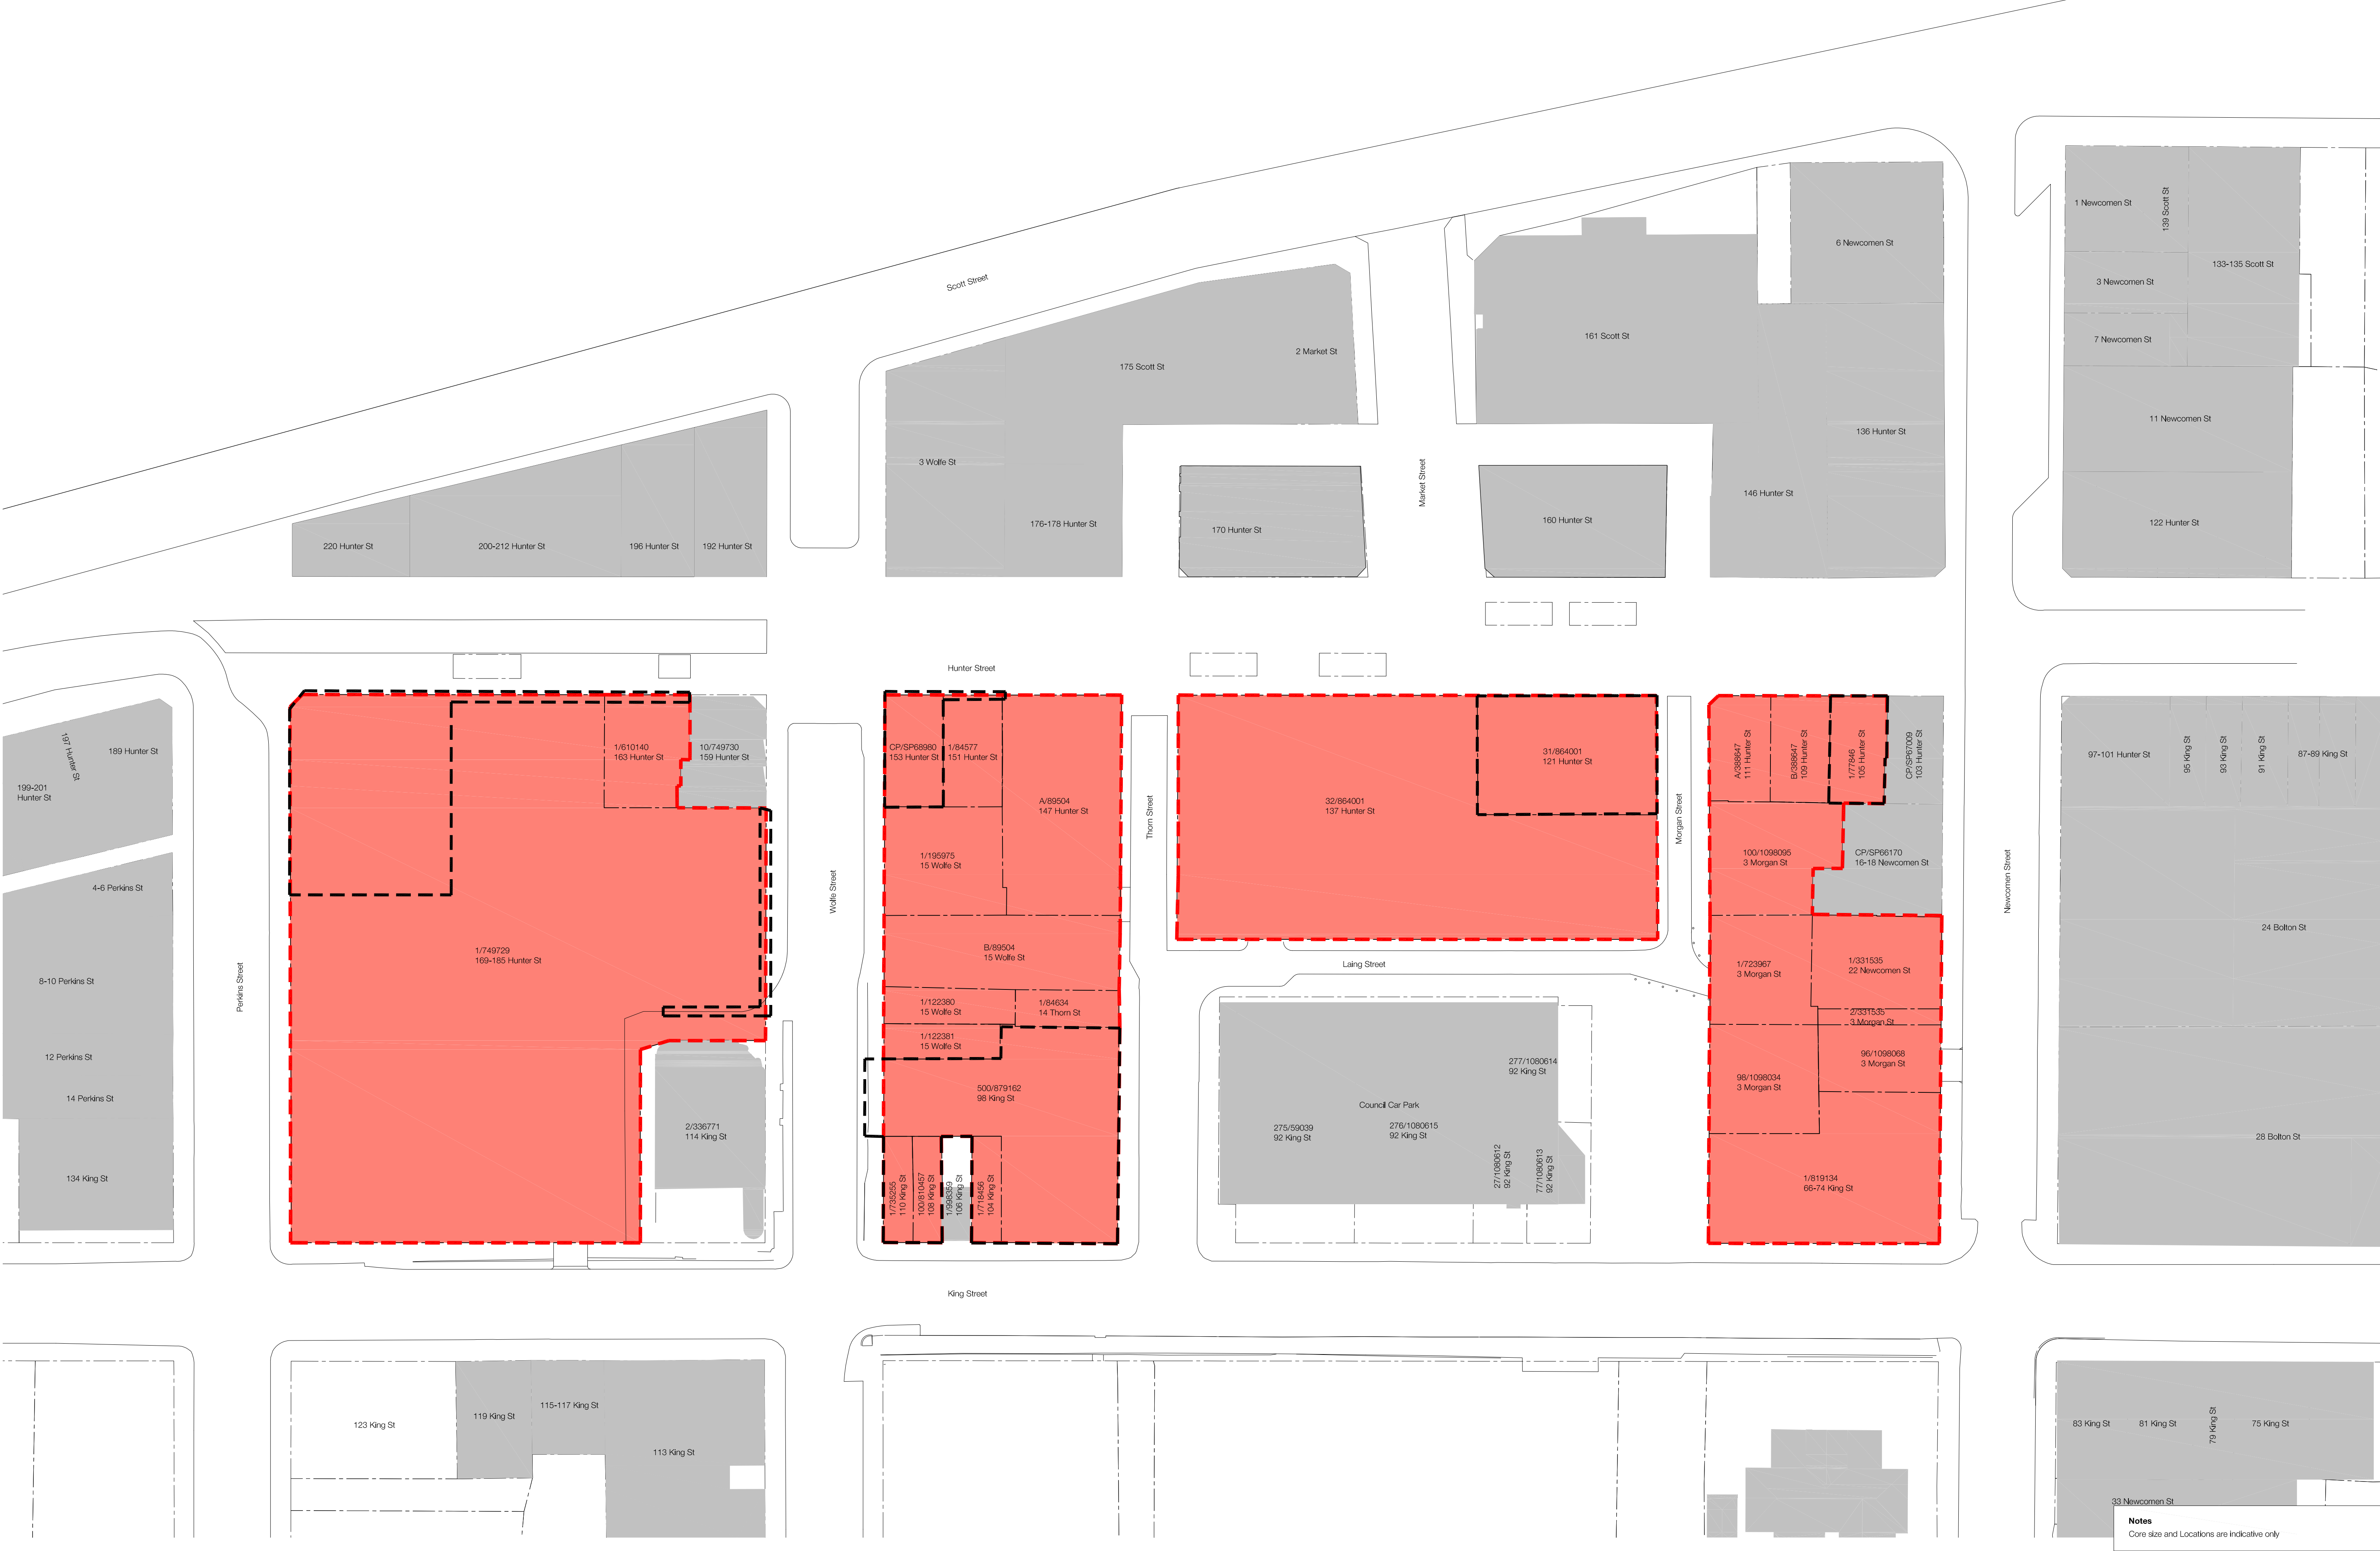 Scott Street
1 Newcomen St
139 Scott St
133-135 Scott St
3 Newcomen St
7 Newcomen St
11 Newcomen St
122 Hunter St
6 Newcomen St
161 Scott St
136 Hunter St
146 Hunter St
2 Market St
175 Scott St
3 Wolfe St
176-178 Hunter St
170 Hunter St
Market Street
160 Hunter St
220 Hunter St
200-212 Hunter St
196 Hunter St
192 Hunter St
Hunter Street
197 Hunter St
189 Hunter St
199-201
Hunter St
4-6 Perkins St
8-10 Perkins St
12 Perkins St
14 Perkins St
134 King St
Perkins Street
1/610140
163 Hunter St
10/749730
159 Hunter St
1/749729
169-185 Hunter St
2/336771
114 King St
Wolfe Street
CP/SP68980
153 Hunter St
1/84577
151 Hunter St
A/89504
147 Hunter St
1/195975
15 Wolfe St
B/89504
15 Wolfe St
1/122380
15 Wolfe St
1/84634
14 Thorn St
1/122381
15 Wolfe St
500/879162
98 King St
1/735255
110 King St
100/810457
108 King St
1/998359
106 King St
1/718456
104 King St
Thorn Street
31/864001
121 Hunter St
32/864001
137 Hunter St
Laing Street
Morgan Street
277/1080614
92 King St
Council Car Park
275/59039
92 King St
276/1080615
92 King St
27/1080612
92 King St
77/1080613
92 King St
A/388647
111 Hunter St
B/388647
109 Hunter St
1/77846
105 Hunter St
CP/SP67009
103 Hunter St
100/1098095
3 Morgan St
CP/SP66170
16-18 Newcomen St
1/723967
3 Morgan St
1/331535
22 Newcomen St
2/331535
3 Morgan St
96/1098068
3 Morgan St
98/1098034
3 Morgan St
1/819134
66-74 King St
Newcomen Street
97-101 Hunter St
95 King St
93 King St
91 King St
87-89 King St
24 Bolton St
28 Bolton St
King Street
123 King St
119 King St
115-117 King St
113 King St
83 King St
81 King St
79 King St
75 King St
33 Newcomen St
Notes
Core size and Locations are indicative only